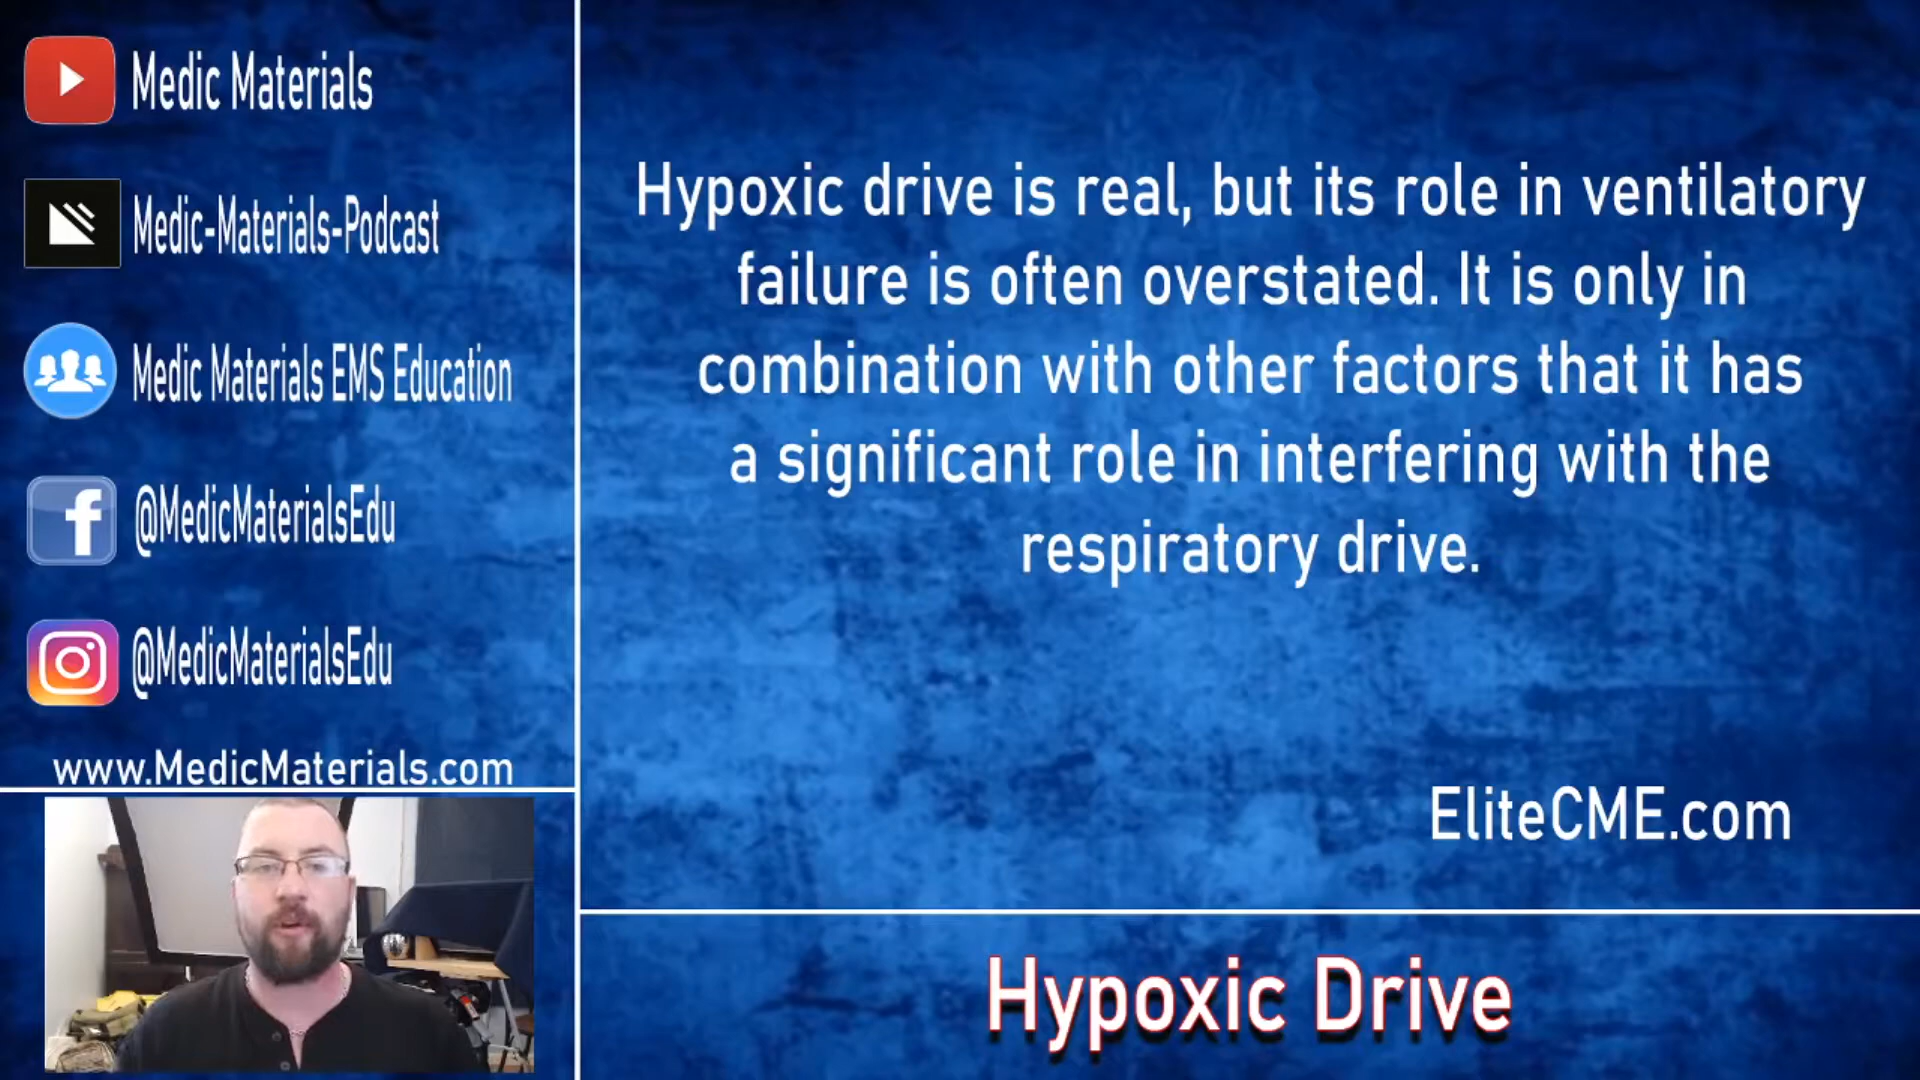 Medic Materials
Medic-Materials-Podcast
Medic Materials EMS Education
@MedicMaterialsEdu
@MedicMaterialsEdu
www.MedicMaterials.com
Hypoxic drive is real, but its role in ventilatory
failure is often overstated. It is only in
combination with other factors that it has
a significant role in interfering with the
respiratory drive.
EliteCME.com
Hypoxic Drive